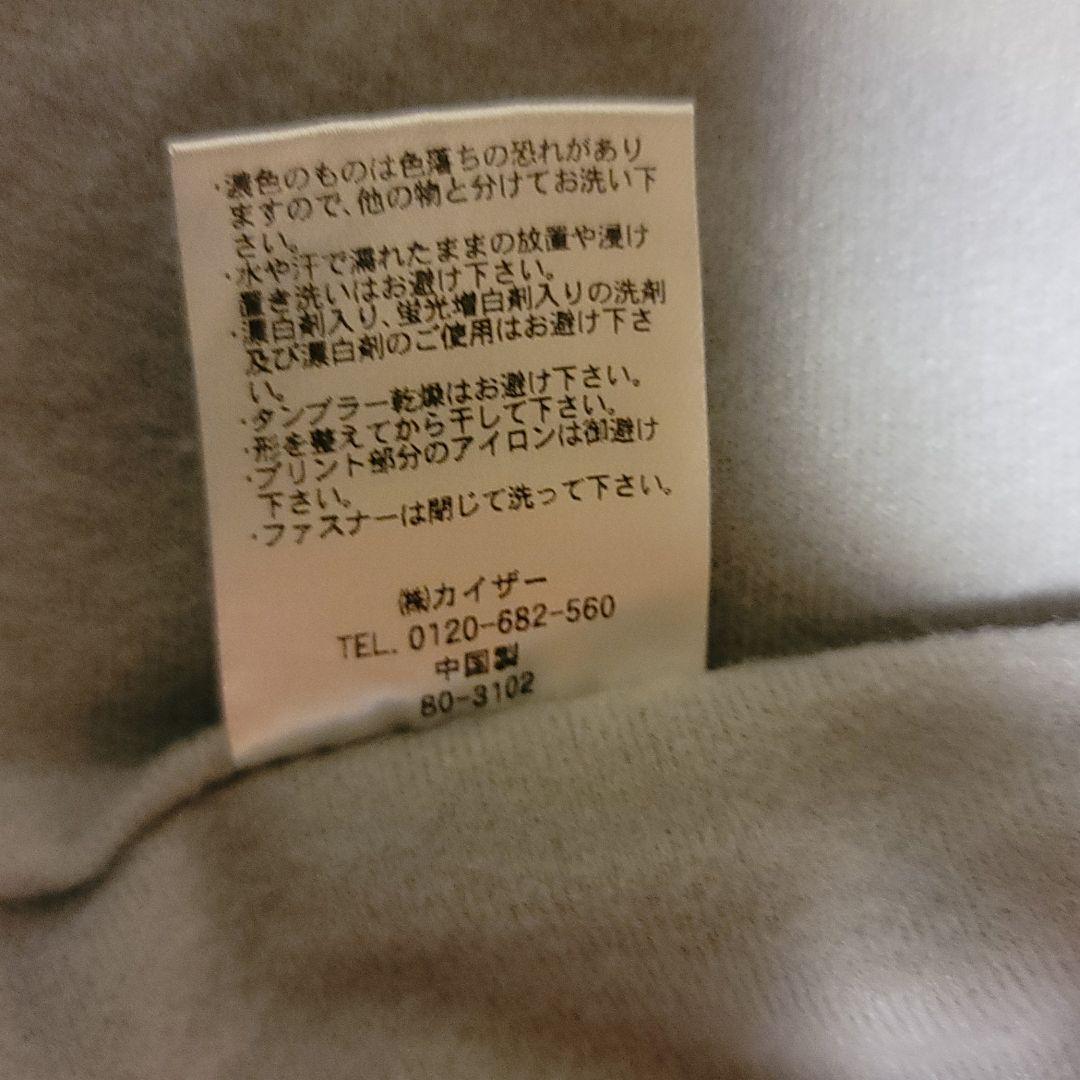 ・濃色のものは色落ちの恐れがあり
ますので、他の物と分けてお洗い下
さい。
・水や汗で濡れたままの放置や浸け
置き洗いはお避け下さい。
・漂白剤入り、蛍光増白剤入りの洗剤
及び漂白剤のご使用はお避け下さ
い。
・タンブラー乾燥はお避け下さい。
・形を整えてから干して下さい。
・プリント部分のアイロンは御避け
下さい。
・ファスナーは閉じて洗って下さい。
㈱カイザー
TEL. 0120-682-560
中国製
80-3102